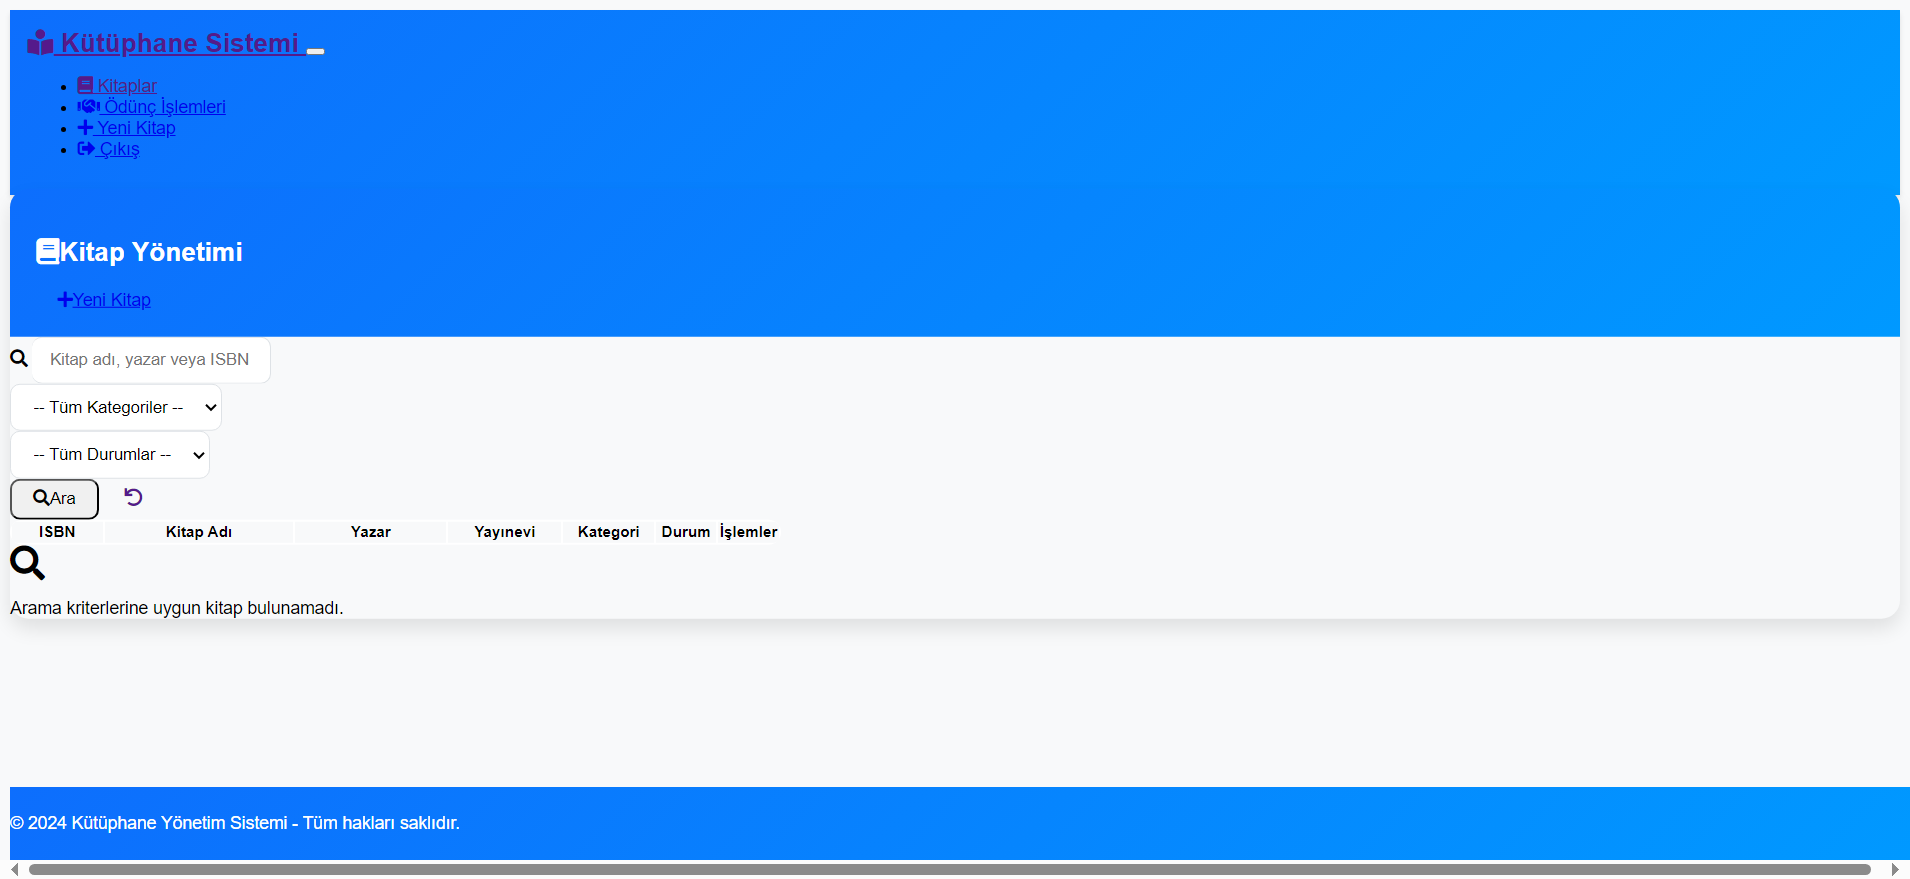 Kütüphane Sistemi
Kitaplar
Ödünç İşlemleri
Yeni Kitap
Çıkış
Kitap Yönetimi
Yeni Kitap
Kitap adı, yazar veya ISBN
-- Tüm Kategoriler --
-- Tüm Durumlar --
Ara
ISBN Kitap Adı Yazar Yayınevi Kategori Durum İşlemler
Arama kriterlerine uygun kitap bulunamadı.
© 2024 Kütüphane Yönetim Sistemi - Tüm hakları saklıdır.